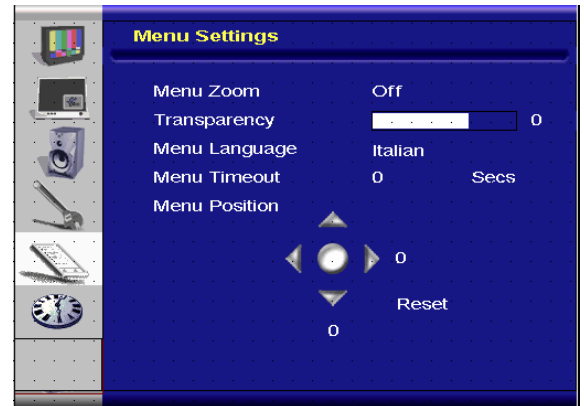 Menu Settings
Menu Zoom Off
Transparency 0
Menu Language Italian
Menu Timeout 0 Secs
Menu Position
0
Reset
0